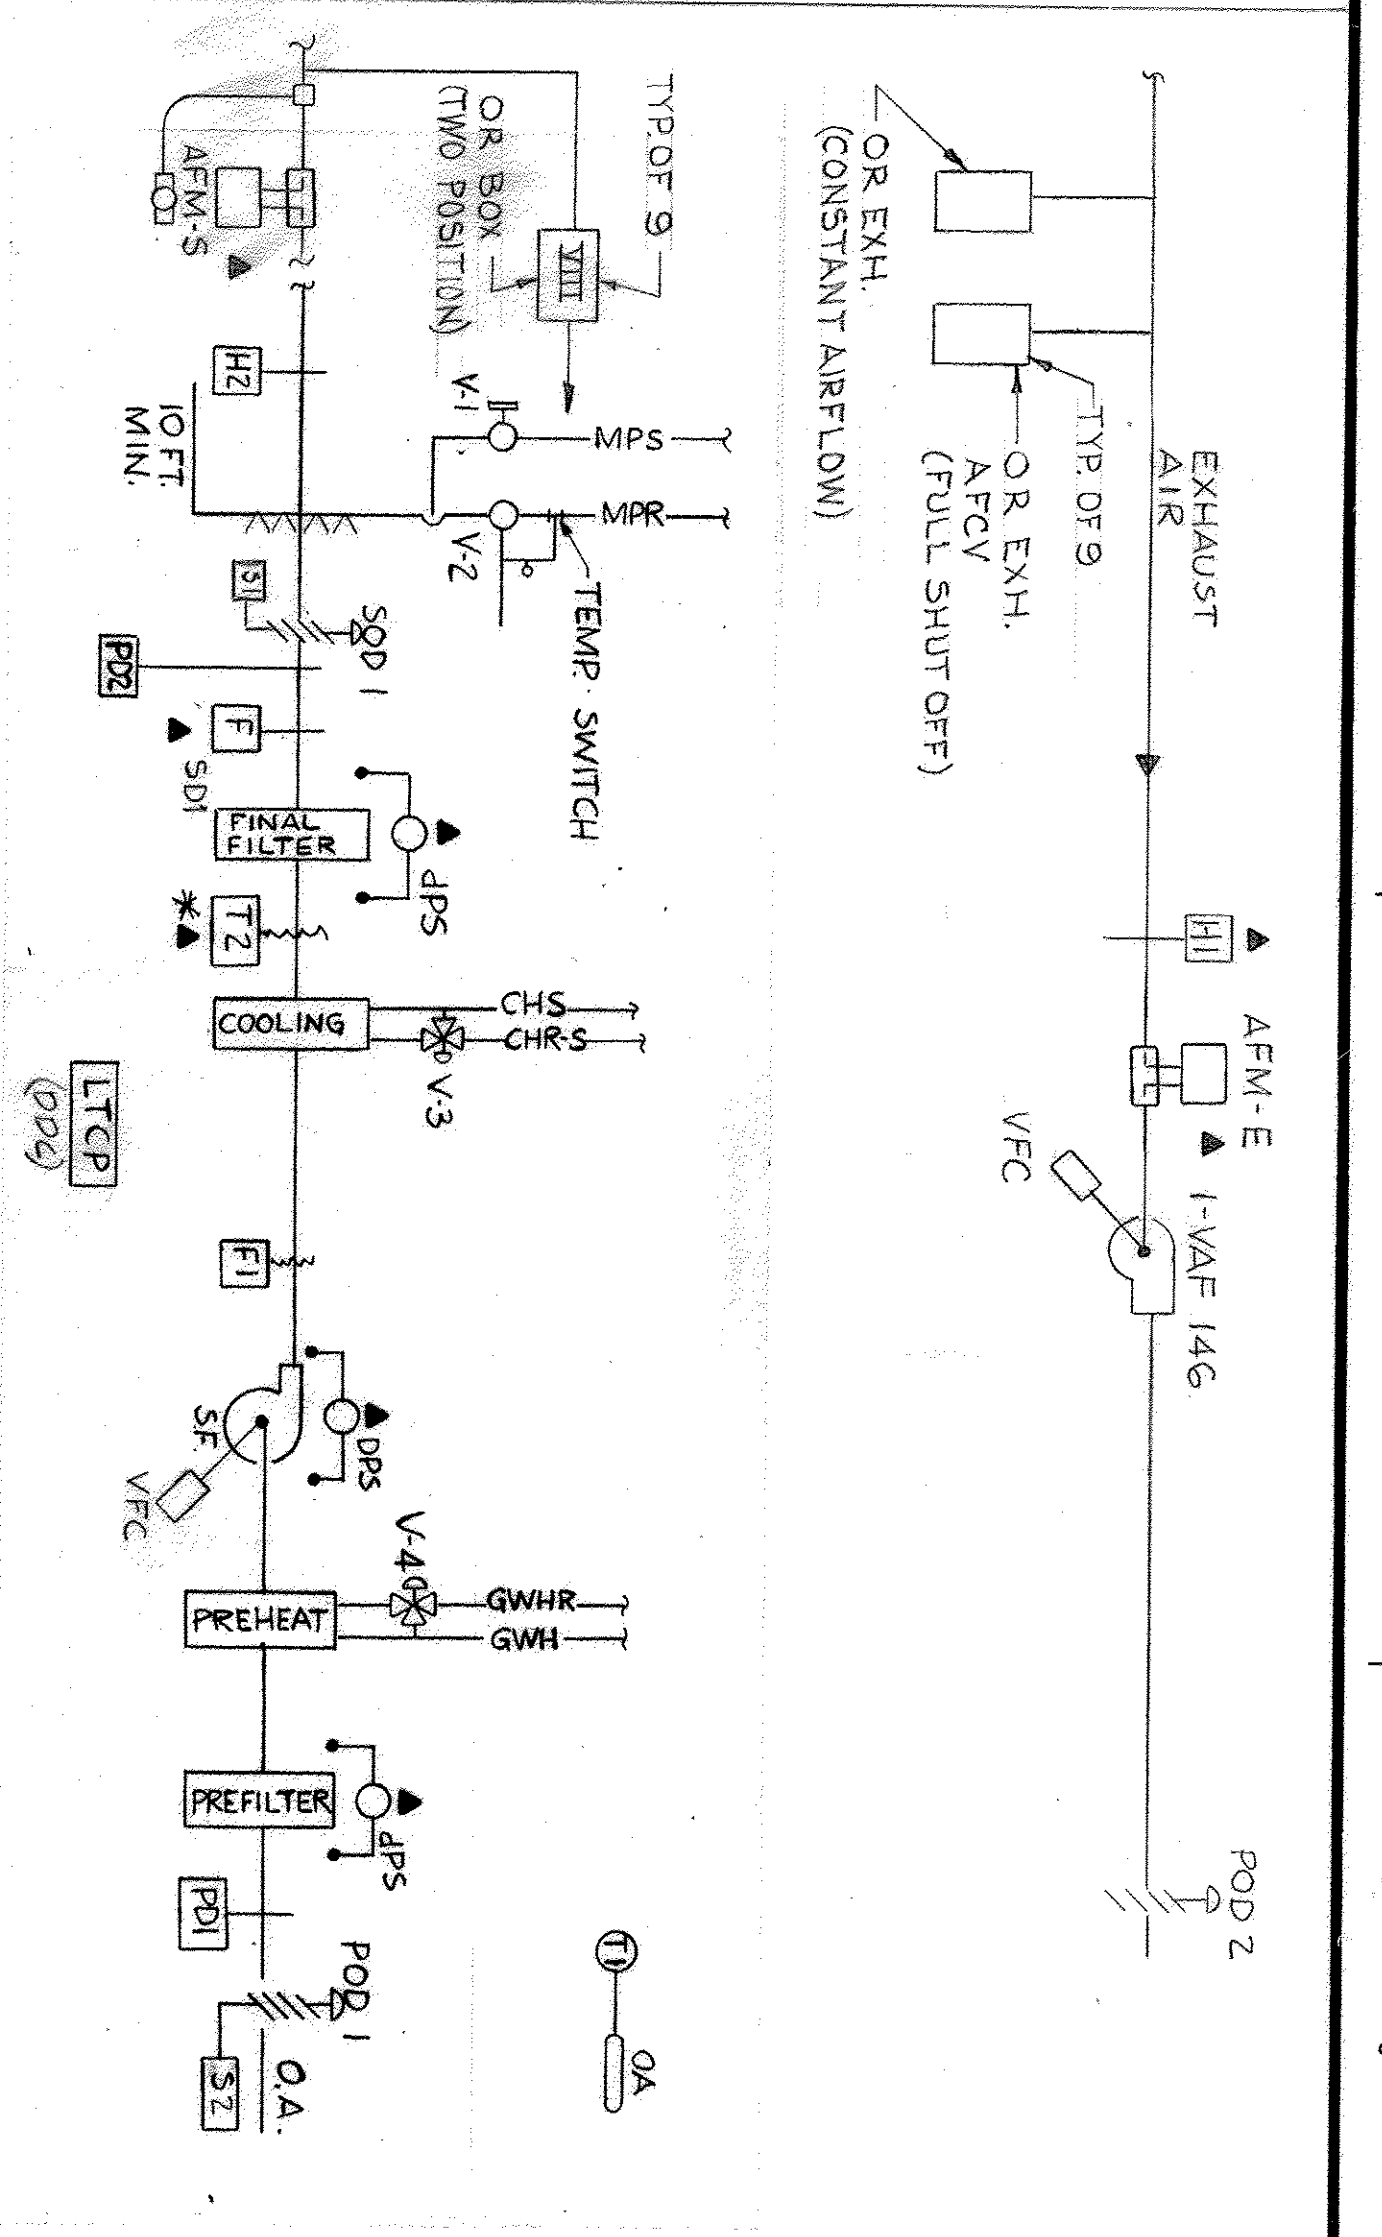 EXHAUST
AIR
POD 2
AFM-E
1-VAF 146
H1
VFC
TYP. OF 9
OR EXH.
AFCV
(FULL SHUT OFF)
OR EXH.
(CONSTANT AIRFLOW)
TYP. OF 9
OR BOX
(TWO POSITION)
T1
OA
TEMP. SWITCH
MPS
MPR
CHS
CHR-S
GWHR
GWH
V-1
V-2
V-3
V-4
SOD 1
dPS
DPS
dPS
POD 1
O.A.
H2
S1
F
FINAL
FILTER
T2
COOLING
F1
S.F.
PREHEAT
PREFILTER
PD1
S2
AFM-S
10 FT.
MIN.
PD2
SD1
*
VFC
LTCP